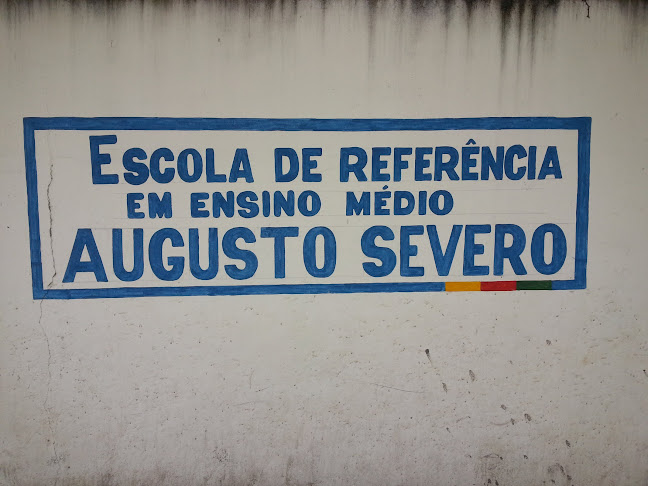 ESCOLA DE REFERÊNCIA
EM ENSINO MÉDIO
AUGUSTO SEVERO